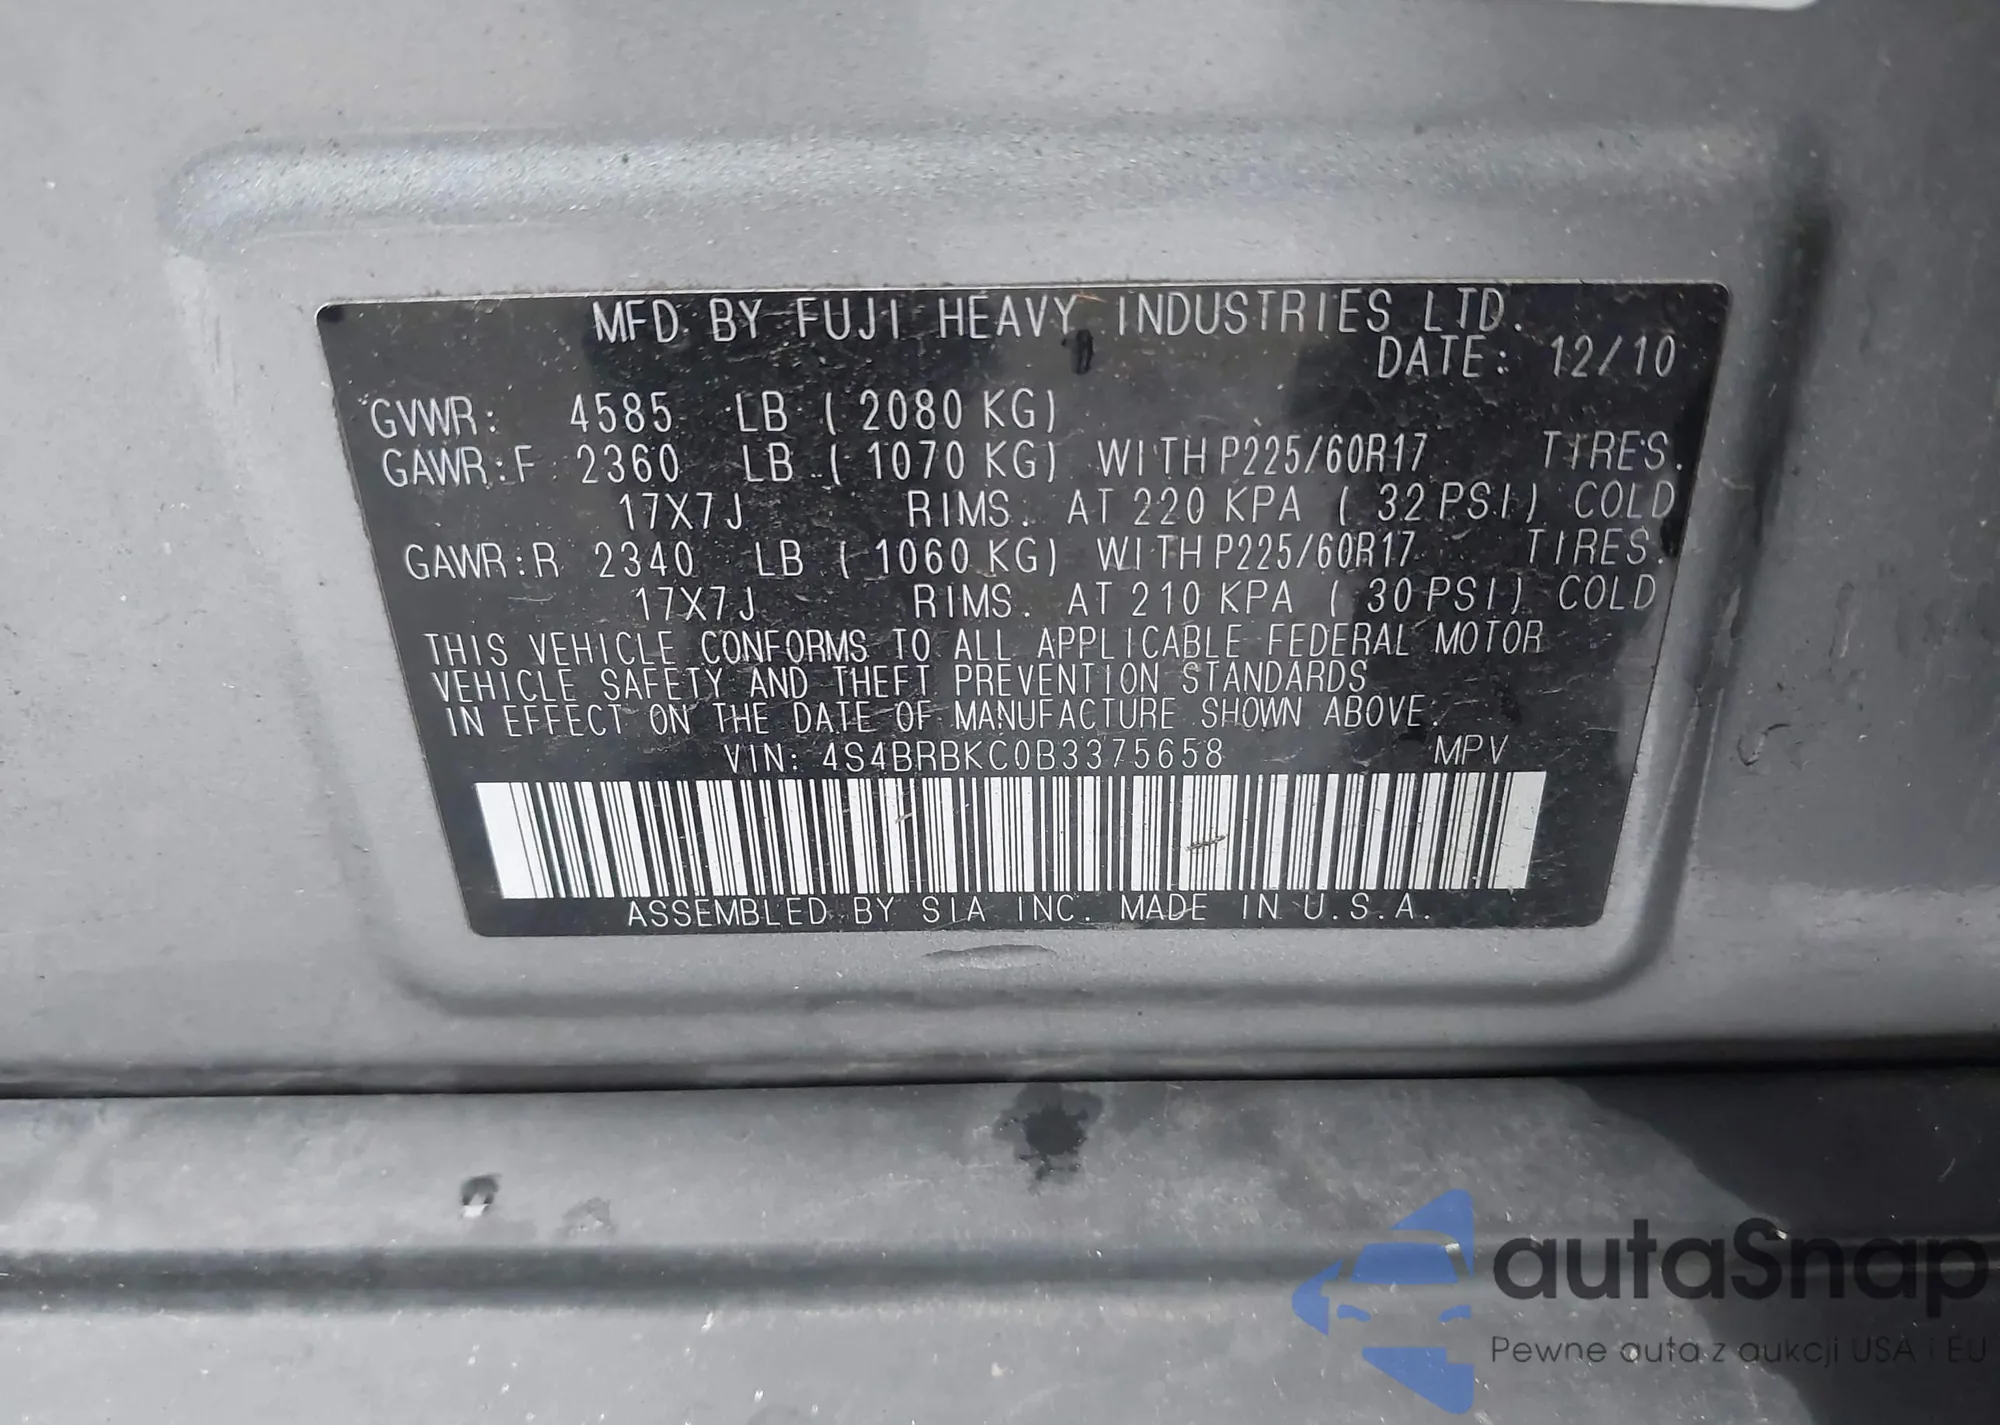 MFD. BY FUJI HEAVY INDUSTRIES LTD.
DATE: 12/10
GVWR: 4585 LB ( 2080 KG)
GAWR:F 2360 LB ( 1070 KG) WITH P225/60R17 TIRES.
17X7J RIMS. AT 220 KPA ( 32 PSI) COLD
GAWR:R 2340 LB ( 1060 KG) WITH P225/60R17 TIRES.
17X7J RIMS. AT 210 KPA ( 30 PSI) COLD
THIS VEHICLE CONFORMS TO ALL APPLICABLE FEDERAL MOTOR
VEHICLE SAFETY AND THEFT PREVENTION STANDARDS
IN EFFECT ON THE DATE OF MANUFACTURE SHOWN ABOVE.
VIN: 4S4BRBKC0B3375658 MPV
ASSEMBLED BY SIA INC. MADE IN U.S.A.
autaSnap
Pewne auta z aukcji USA i EU